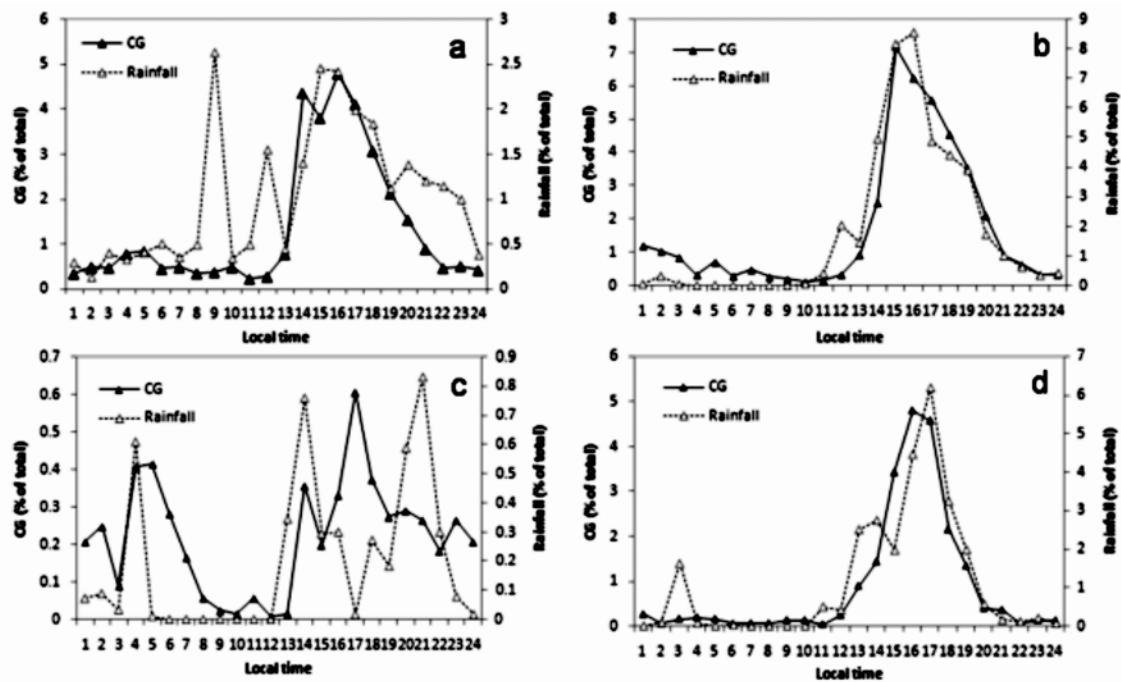 a
CG
Rainfall
CG (% of total)
6
5
4
3
2
1
0
Rainfall (% of total)
3
2.5
2
1.5
1
0.5
0
1 2 3 4 5 6 7 8 9 10 11 12 13 14 15 16 17 18 19 20 21 22 23 24
Local time
b
CG
Rainfall
CG (% of total)
8
7
6
5
4
3
2
1
0
Rainfal (% of total)
9
8
7
6
5
4
3
2
1
0
1 2 3 4 5 6 7 8 9 10 11 12 13 14 15 16 17 18 19 20 21 22 23 24
Local time
c
CG
Rainfall
CG (% of total)
0.7
0.6
0.5
0.4
0.3
0.2
0.1
0
Rainfall (% of total)
0.9
0.8
0.7
0.6
0.5
0.4
0.3
0.2
0.1
0
1 2 3 4 5 6 7 8 9 10 11 12 13 14 15 16 17 18 19 20 21 22 23 24
Local time
d
CG
Rainfall
CG (% of total)
6
5
4
3
2
1
0
Rainfall (% of total)
7
6
5
4
3
2
1
0
1 2 3 4 5 6 7 8 9 10 11 12 13 14 15 16 17 18 19 20 21 22 23 24
Local time